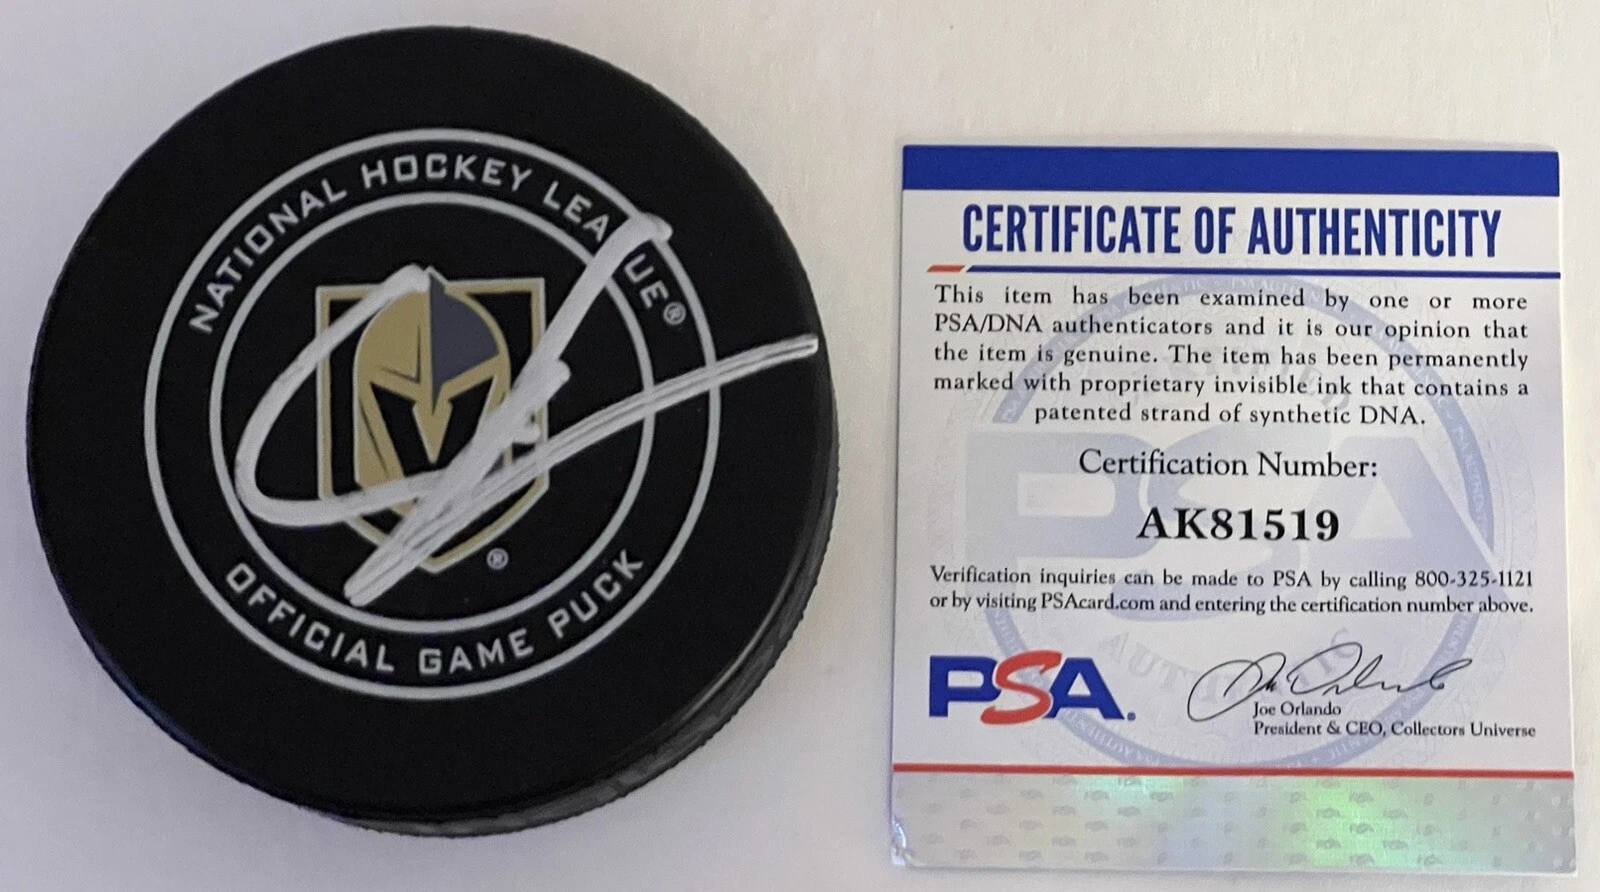 NATIONAL HOCKEY LEAGUE®
®
OFFICIAL GAME PUCK
CERTIFICATE OF AUTHENTICITY
This item has been examined by one or more
PSA/DNA authenticators and it is our opinion that
the item is genuine. The item has been permanently
marked with proprietary invisible ink that contains a
patented strand of synthetic DNA.
Certification Number:
AK81519
Verification inquiries can be made to PSA by calling 800-325-1121
or by visiting PSAcard.com and entering the certification number above.
PSA.
Joe Orlando
President & CEO, Collectors Universe